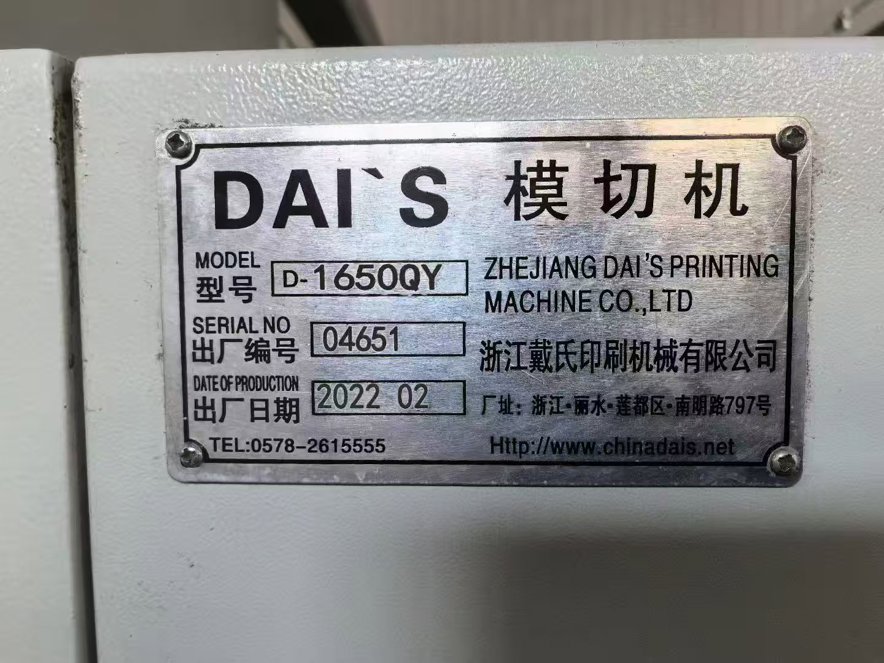 DAI`S 模切机
MODEL
型号 D-1650QY
SERIAL NO
出厂编号 04651
DATE OF PRODUCTION
出厂日期 2022 02
TEL:0578-2615555
ZHEJIANG DAI'S PRINTING
MACHINE CO.,LTD
浙江戴氏印刷机械有限公司
厂址：浙江·丽水·莲都区·南明路797号
Http://www.chinadais.net